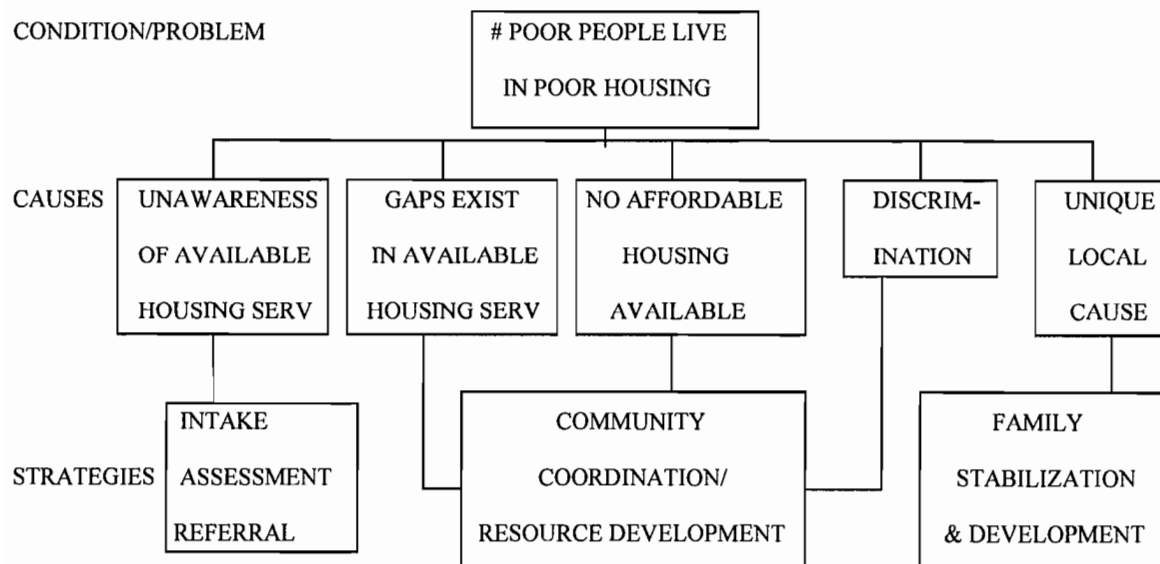 CONDITION/PROBLEM
# POOR PEOPLE LIVE
IN POOR HOUSING
CAUSES
UNAWARENESS
OF AVAILABLE
HOUSING SERV
GAPS EXIST
IN AVAILABLE
HOUSING SERV
NO AFFORDABLE
HOUSING
AVAILABLE
DISCRIM-
INATION
UNIQUE
LOCAL
CAUSE
STRATEGIES
INTAKE
ASSESSMENT
REFERRAL
COMMUNITY
COORDINATION/
RESOURCE DEVELOPMENT
FAMILY
STABILIZATION
& DEVELOPMENT